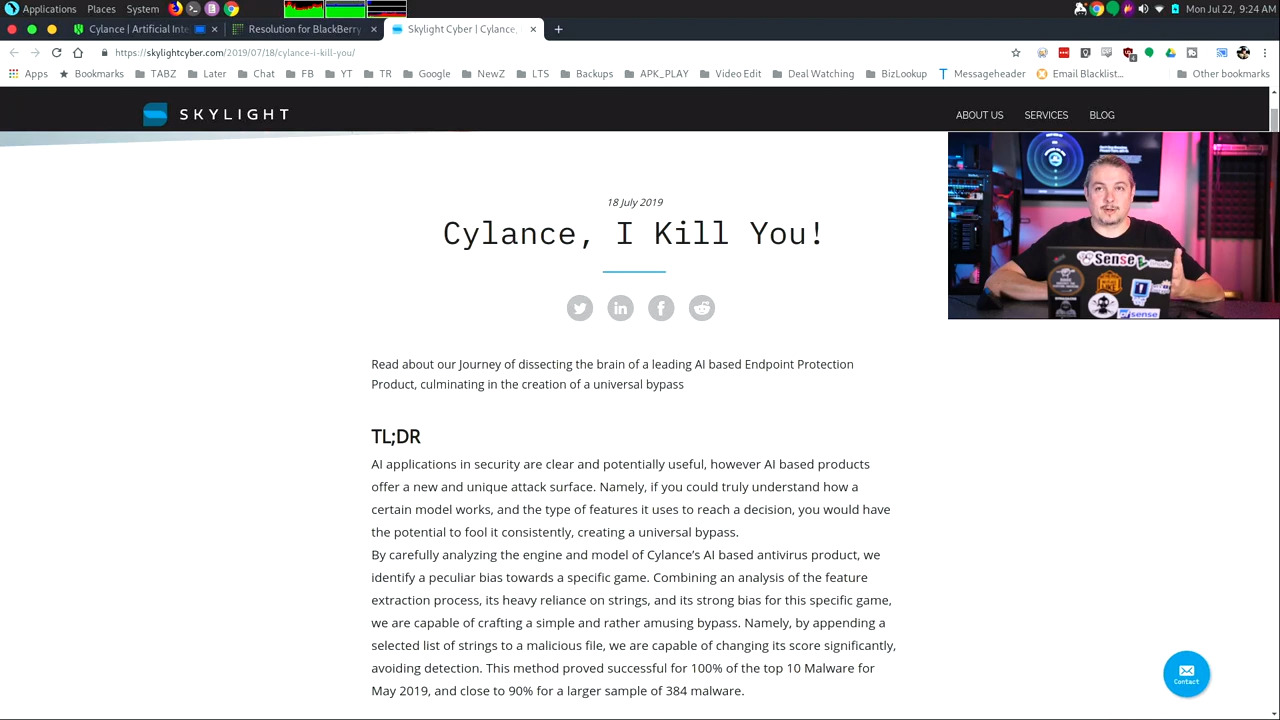 Applications Places System Mon Jul 22, 9:2
Cylance | Artificial Inte
Resolution for BlackBerry
Skylight Cyber | Cylance,
https://skylightcyber.com/2019/07/18/cylance-i-kill-you/
Apps Bookmarks TABZ Later Chat FB YT TR Google NewZ LTS Backups APK_PLAY Video Edit Deal Watching BizLookup Messageheader Email Blacklist... Other bookmarks
SKYLIGHT
ABOUT US SERVICES BLOG
18 July 2019
Cylance, I Kill You!
Read about our Journey of dissecting the brain of a leading AI based Endpoint Protection
Product, culminating in the creation of a universal bypass
TL;DR
AI applications in security are clear and potentially useful, however AI based products
offer a new and unique attack surface. Namely, if you could truly understand how a
certain model works, and the type of features it uses to reach a decision, you would have
the potential to fool it consistently, creating a universal bypass.
By carefully analyzing the engine and model of Cylance's AI based antivirus product, we
identify a peculiar bias towards a specific game. Combining an analysis of the feature
extraction process, its heavy reliance on strings, and its strong bias for this specific game,
we are capable of crafting a simple and rather amusing bypass. Namely, by appending a
selected list of strings to a malicious file, we are capable of changing its score significantly,
avoiding detection. This method proved successful for 100% of the top 10 Malware for
May 2019, and close to 90% for a larger sample of 384 malware.
Contact
Sense
sense